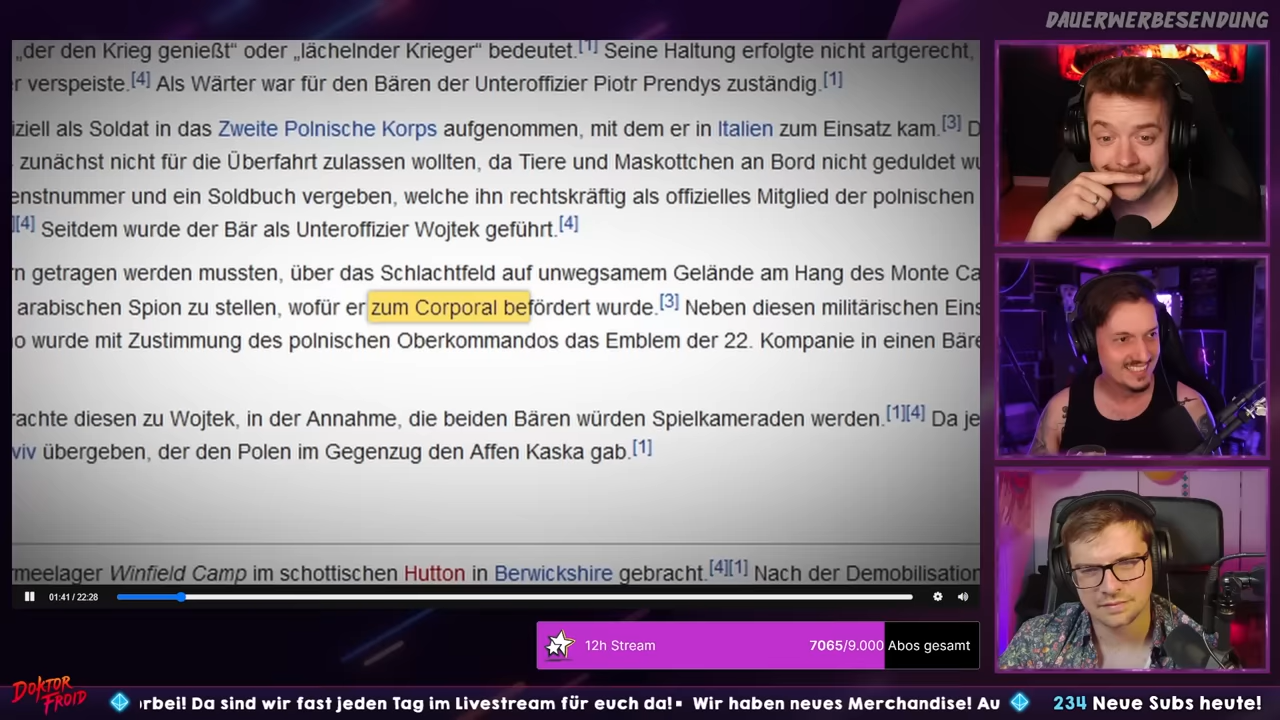 DAUERWERBESENDUNG
„der den Krieg genießt“ oder „lächelnder Krieger“ bedeutet.[1] Seine Haltung erfolgte nicht artgerecht,
r verspeiste.[4] Als Wärter war für den Bären der Unteroffizier Piotr Prendys zuständig.[1]
iziell als Soldat in das Zweite Polnische Korps aufgenommen, mit dem er in Italien zum Einsatz kam.[3] D
zunächst nicht für die Überfahrt zulassen wollten, da Tiere und Maskottchen an Bord nicht geduldet wu
enstnummer und ein Soldbuch vergeben, welche ihn rechtskräftig als offizielles Mitglied der polnischen
][4] Seitdem wurde der Bär als Unteroffizier Wojtek geführt.[4]
rn getragen werden mussten, über das Schlachtfeld auf unwegsamem Gelände am Hang des Monte Ca
arabischen Spion zu stellen, wofür er zum Corporal befördert wurde.[3] Neben diesen militärischen Eins
o wurde mit Zustimmung des polnischen Oberkommandos das Emblem der 22. Kompanie in einen Bäre
rachte diesen zu Wojtek, in der Annahme, die beiden Bären würden Spielkameraden werden.[1][4] Da je
viv übergeben, der den Polen im Gegenzug den Affen Kaska gab.[1]
rmeelager Winfield Camp im schottischen Hutton in Berwickshire gebracht.[4][1] Nach der Demobilisation
01:41 / 22:28
12h Stream 7065/9.000 Abos gesamt
DOKTOR FROID
orbei! Da sind wir fast jeden Tag im Livestream für euch da! ▪ Wir haben neues Merchandise! Au 234 Neue Subs heute!